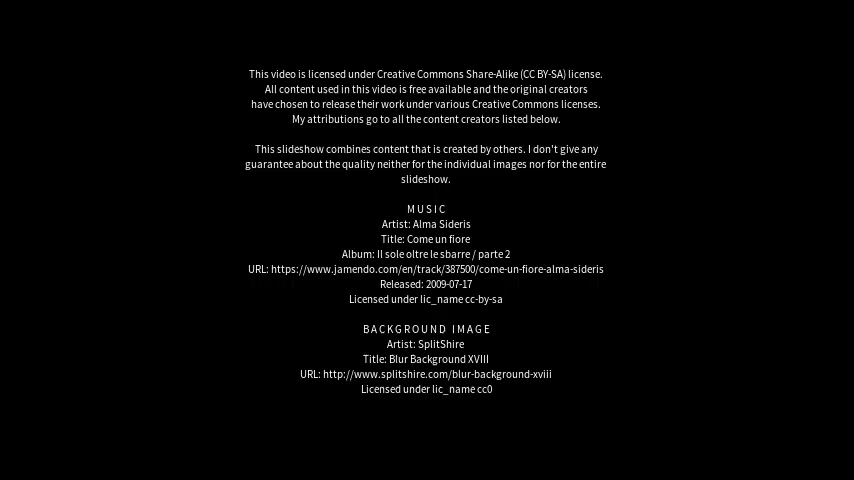 This video is licensed under Creative Commons Share-Alike (CC BY-SA) license.
All content used in this video is free available and the original creators
have chosen to release their work under various Creative Commons licenses.
My attributions go to all the content creators listed below.
This slideshow combines content that is created by others. I don't give any
guarantee about the quality neither for the individual images nor for the entire
slideshow.
MUSIC
Artist: Alma Sideris
Title: Come un fiore
Album: Il sole oltre le sbarre / parte 2
URL: https://www.jamendo.com/en/track/387500/come-un-fiore-alma-sideris
Released: 2009-07-17
Licensed under lic_name cc-by-sa
BACKGROUND IMAGE
Artist: SplitShire
Title: Blur Background XVIII
URL: http://www.splitshire.com/blur-background-xviii
Licensed under lic_name cc0